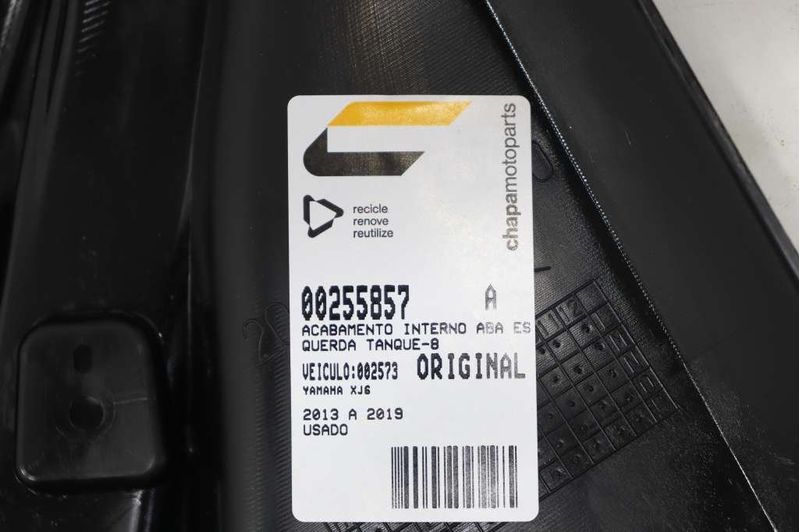 chapamotoparts
recicle
renove
reutilize
00255857 A
ACABAMENTO INTERNO ABA ES
QUERDA TANQUE-8
VEICULO:002573 ORIGINAL
YAMAHA XJ6
2013 A 2019
USADO